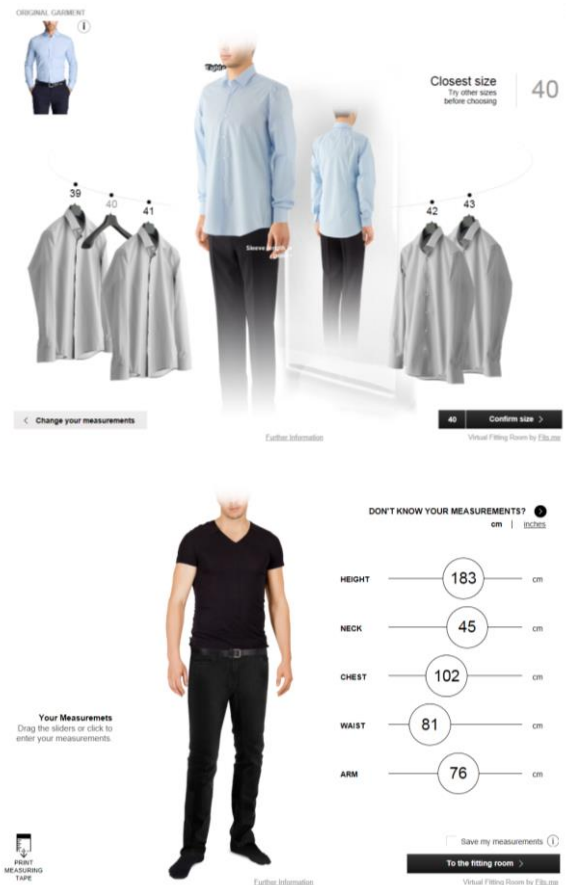 ORIGINAL GARMENT
i
Closest size
Try other sizes
before choosing
40
39
40
41
42
43
Sleeve length
< Change your measurements
40 Confirm size >
Further Information
Virtual Fitting Room by Fits.me
DON'T KNOW YOUR MEASUREMENTS? >
cm | inches
HEIGHT 183 cm
NECK 45 cm
CHEST 102 cm
WAIST 81 cm
ARM 76 cm
Your Measuremets
Drag the sliders or click to
enter your measurements.
PRINT
MEASURING
TAPE
Save my measurements i
To the fitting room >
Further Information
Virtual Fitting Room by Fits.me